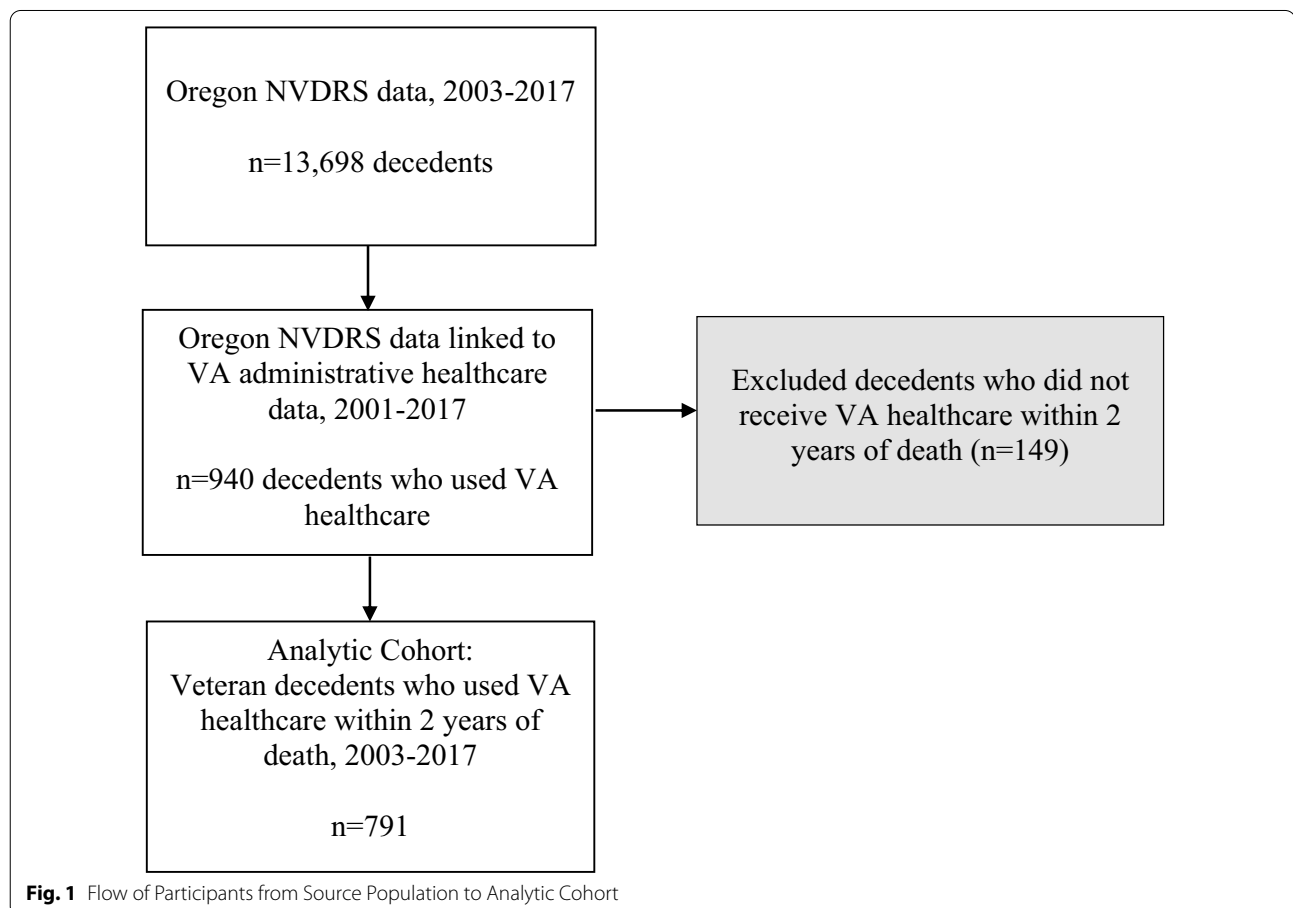 Oregon NVDRS data, 2003-2017
n=13,698 decedents
Oregon NVDRS data linked to
VA administrative healthcare
data, 2001-2017
n=940 decedents who used VA
healthcare
Excluded decedents who did not
receive VA healthcare within 2
years of death (n=149)
Analytic Cohort:
Veteran decedents who used VA
healthcare within 2 years of
death, 2003-2017
n=791
Fig. 1 Flow of Participants from Source Population to Analytic Cohort